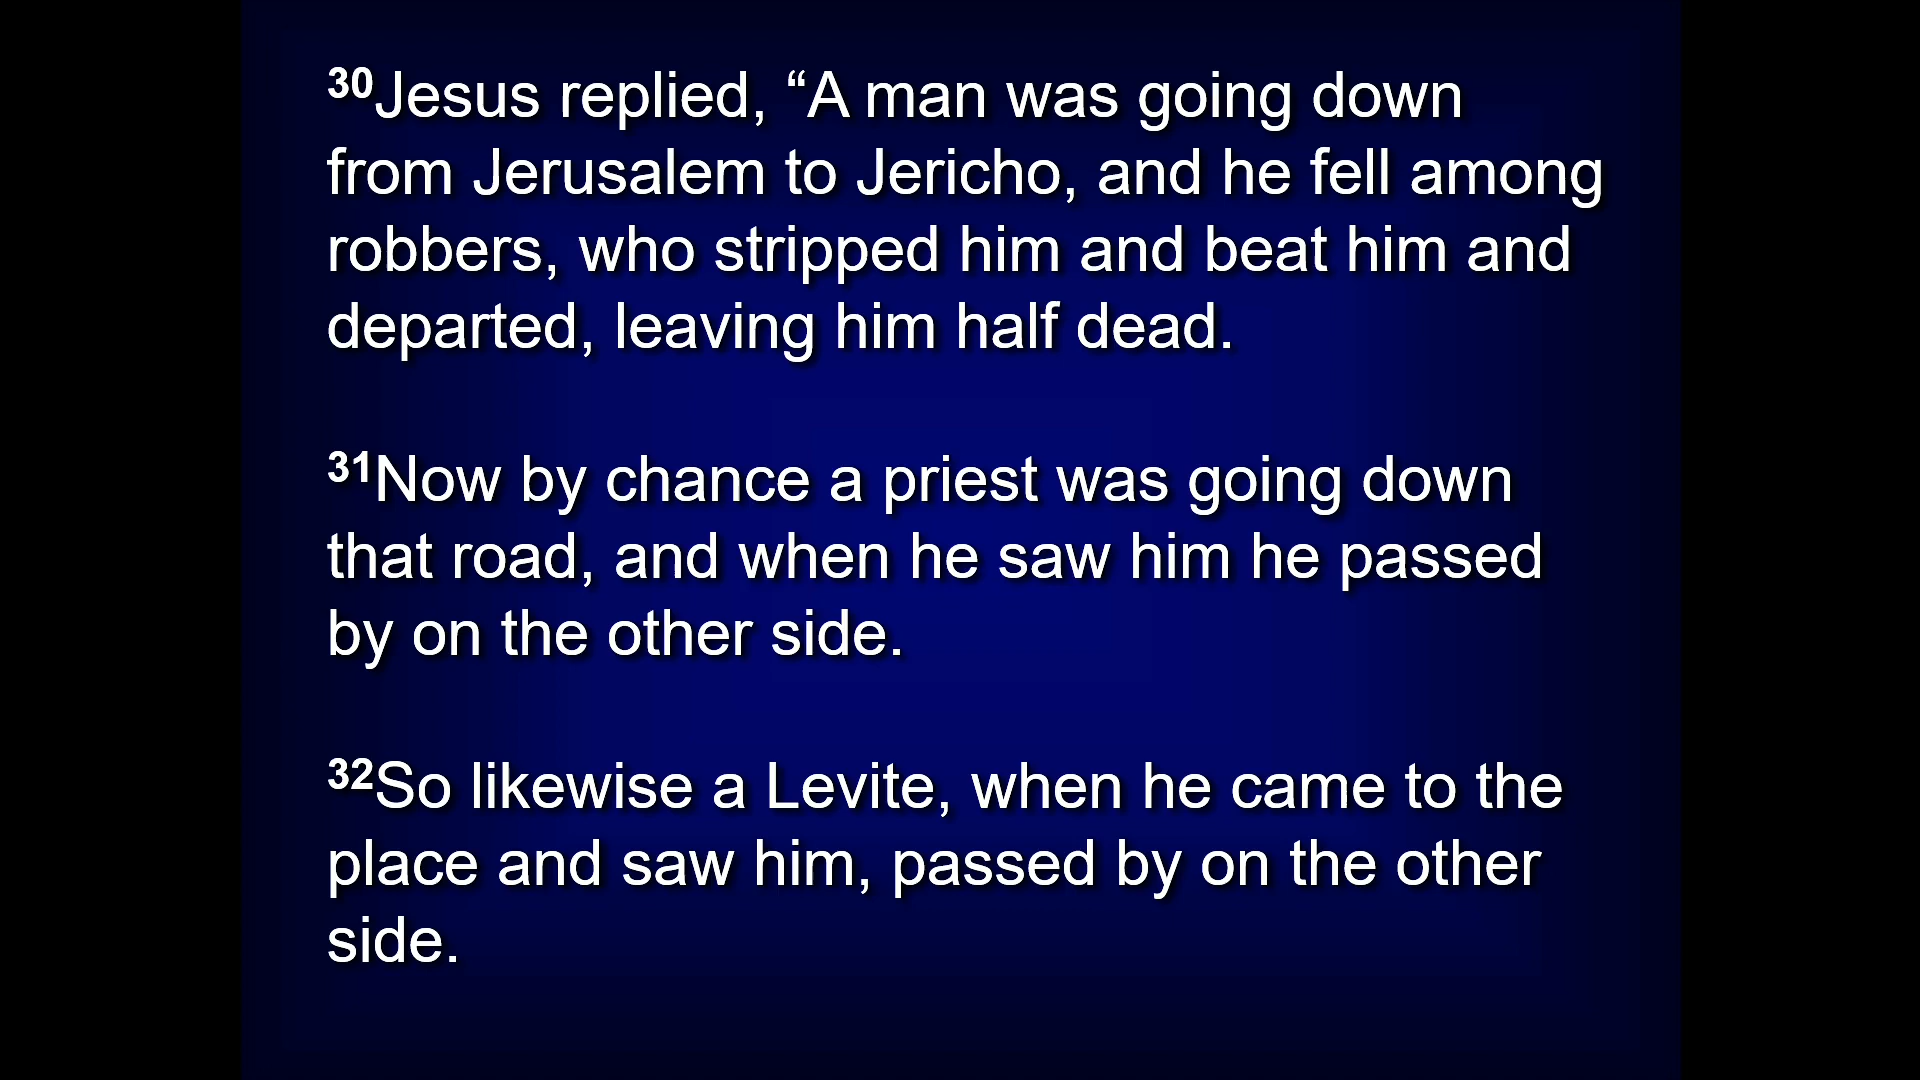 30Jesus replied, “A man was going down
from Jerusalem to Jericho, and he fell among
robbers, who stripped him and beat him and
departed, leaving him half dead.
31Now by chance a priest was going down
that road, and when he saw him he passed
by on the other side.
32So likewise a Levite, when he came to the
place and saw him, passed by on the other
side.